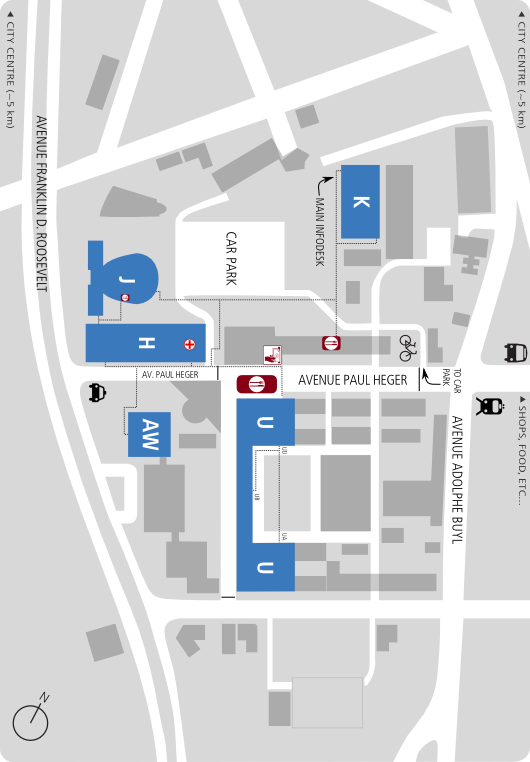 ▲ CITY CENTRE (~5 km)
▲ CITY CENTRE (~5 km)
AVENUE FRANKLIN D. ROOSEVELT
K
MAIN INFODESK
CAR PARK
J
H
AV. PAUL HEGER
AVENUE PAUL HEGER
TO CAR
PARK
▲ SHOPS, FOOD, ETC...
AVENUE ADOLPHE BUYL
AW
U
UD
UB
UA
U
N